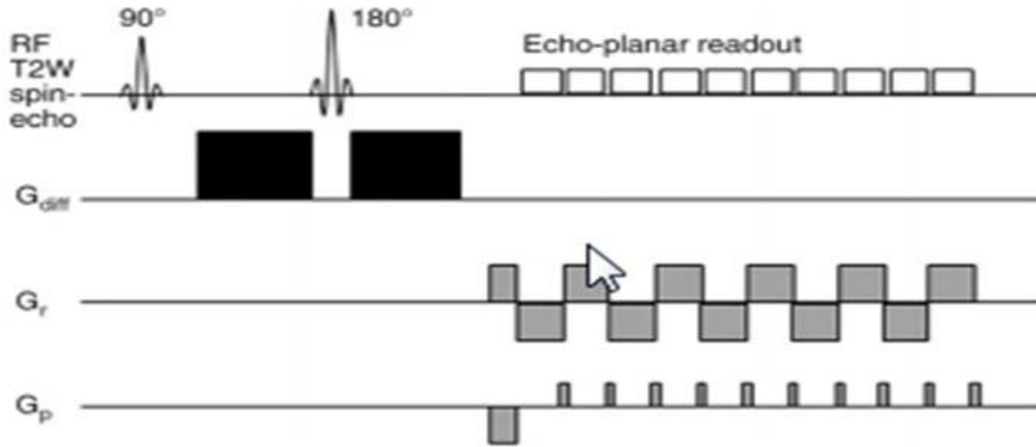 90° 180°
RF Echo-planar readout
T2W
spin-
echo
Gdiff
Gr
Gp